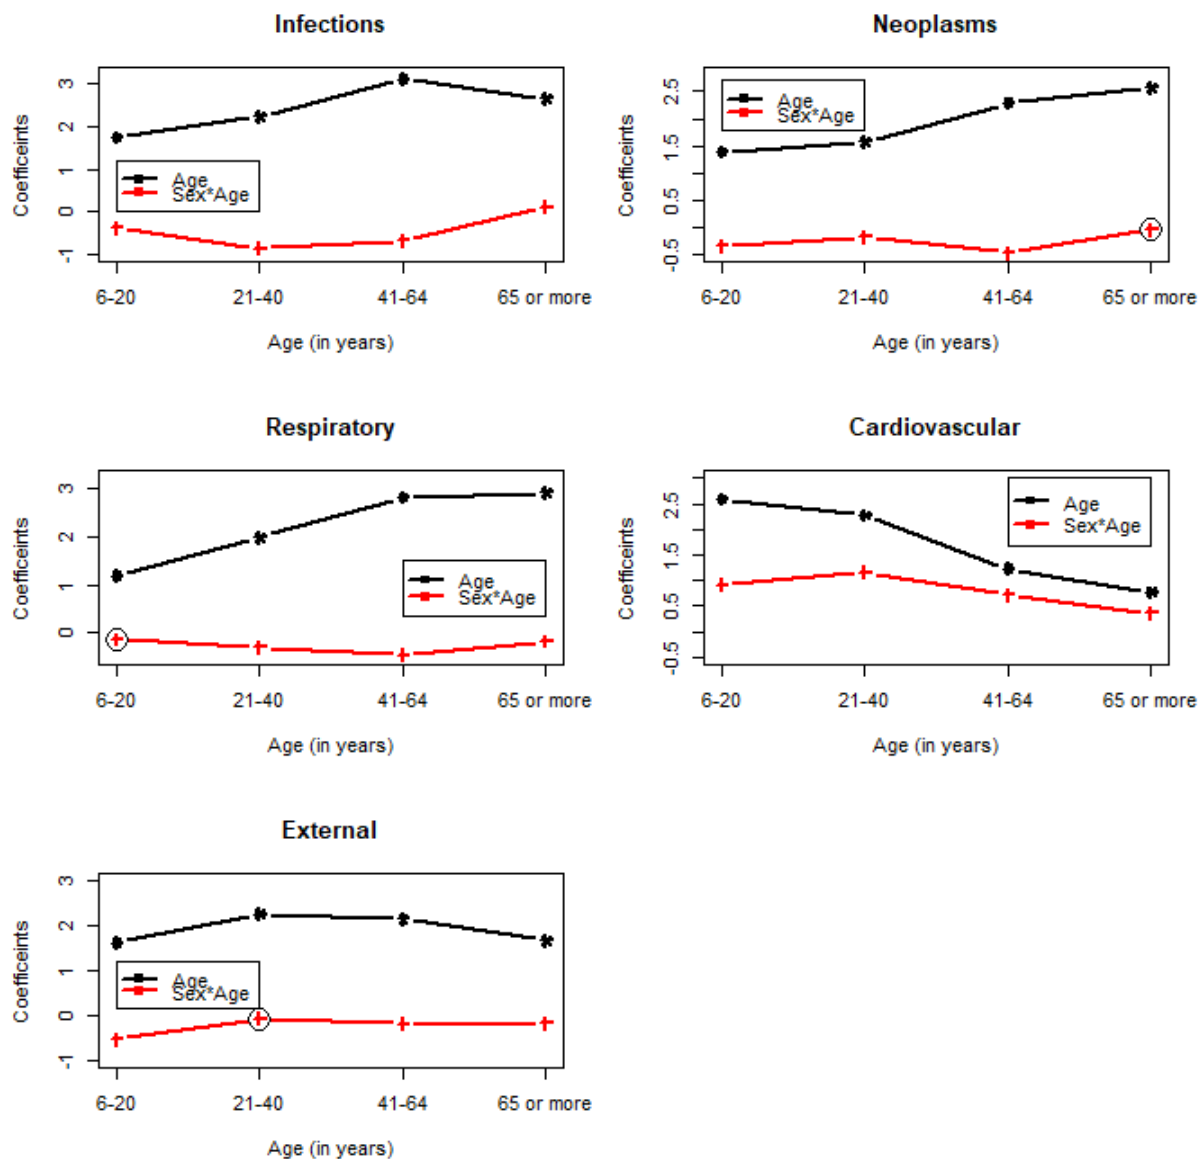 Infections
Coefficeints
3
2
1
0
-1
Age
Sex*Age
6-20 21-40 41-64 65 or more
Age (in years)
Neoplasms
Coefficeints
2.5
1.5
0.5
-0.5
Age
Sex*Age
6-20 21-40 41-64 65 or more
Age (in years)
Respiratory
Coefficeints
3
2
1
0
Age
Sex*Age
6-20 21-40 41-64 65 or more
Age (in years)
Cardiovascular
Coefficeints
2.5
1.5
0.5
-0.5
Age
Sex*Age
6-20 21-40 41-64 65 or more
Age (in years)
External
Coefficeints
3
2
1
0
-1
Age
Sex*Age
6-20 21-40 41-64 65 or more
Age (in years)